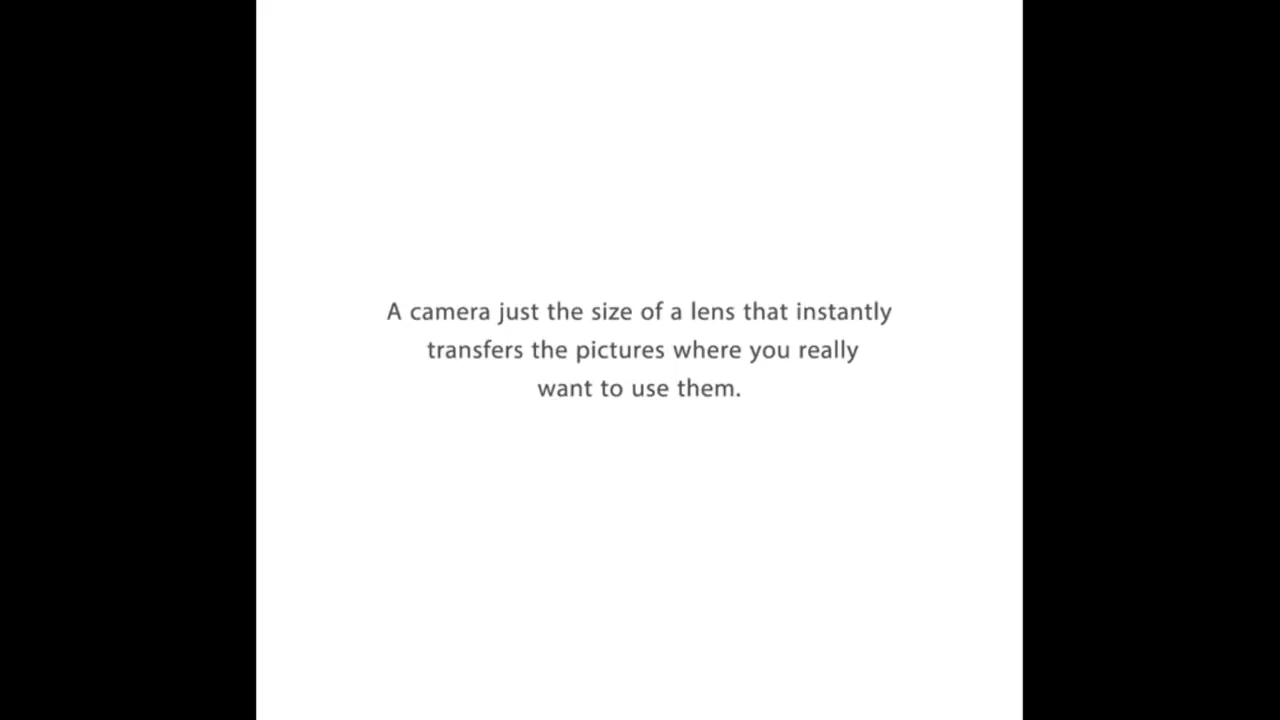 A camera just the size of a lens that instantly
transfers the pictures where you really
want to use them.